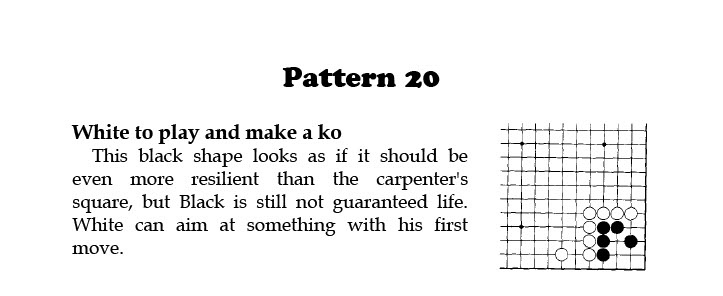 Pattern 20
White to play and make a ko
This black shape looks as if it should be
even more resilient than the carpenter's
square, but Black is still not guaranteed life.
White can aim at something with his first
move.